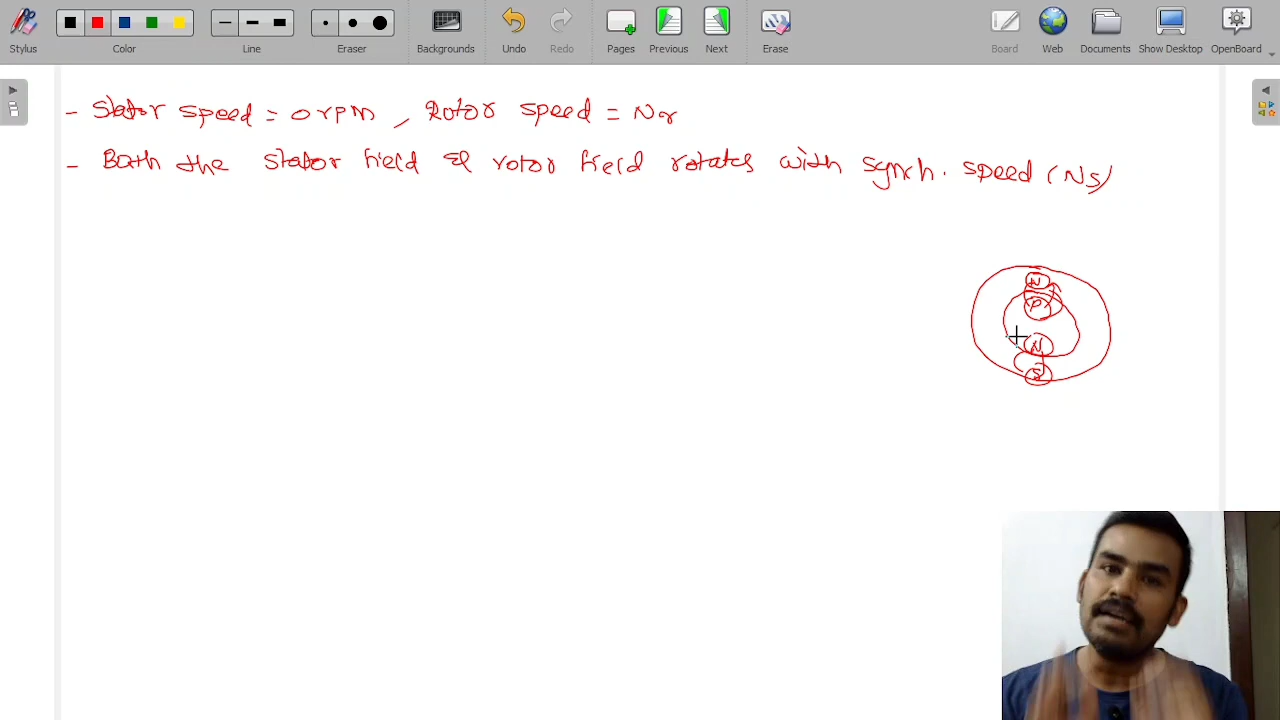 Stylus Color Line Eraser Backgrounds Undo Redo Pages Previous Next Erase Board Web Documents Show Desktop OpenBoard
- Stator speed = 0 rpm, Rotor speed = Nr
- Both the stator field & rotor field rotates with synch. speed (Ns)
N
N
S